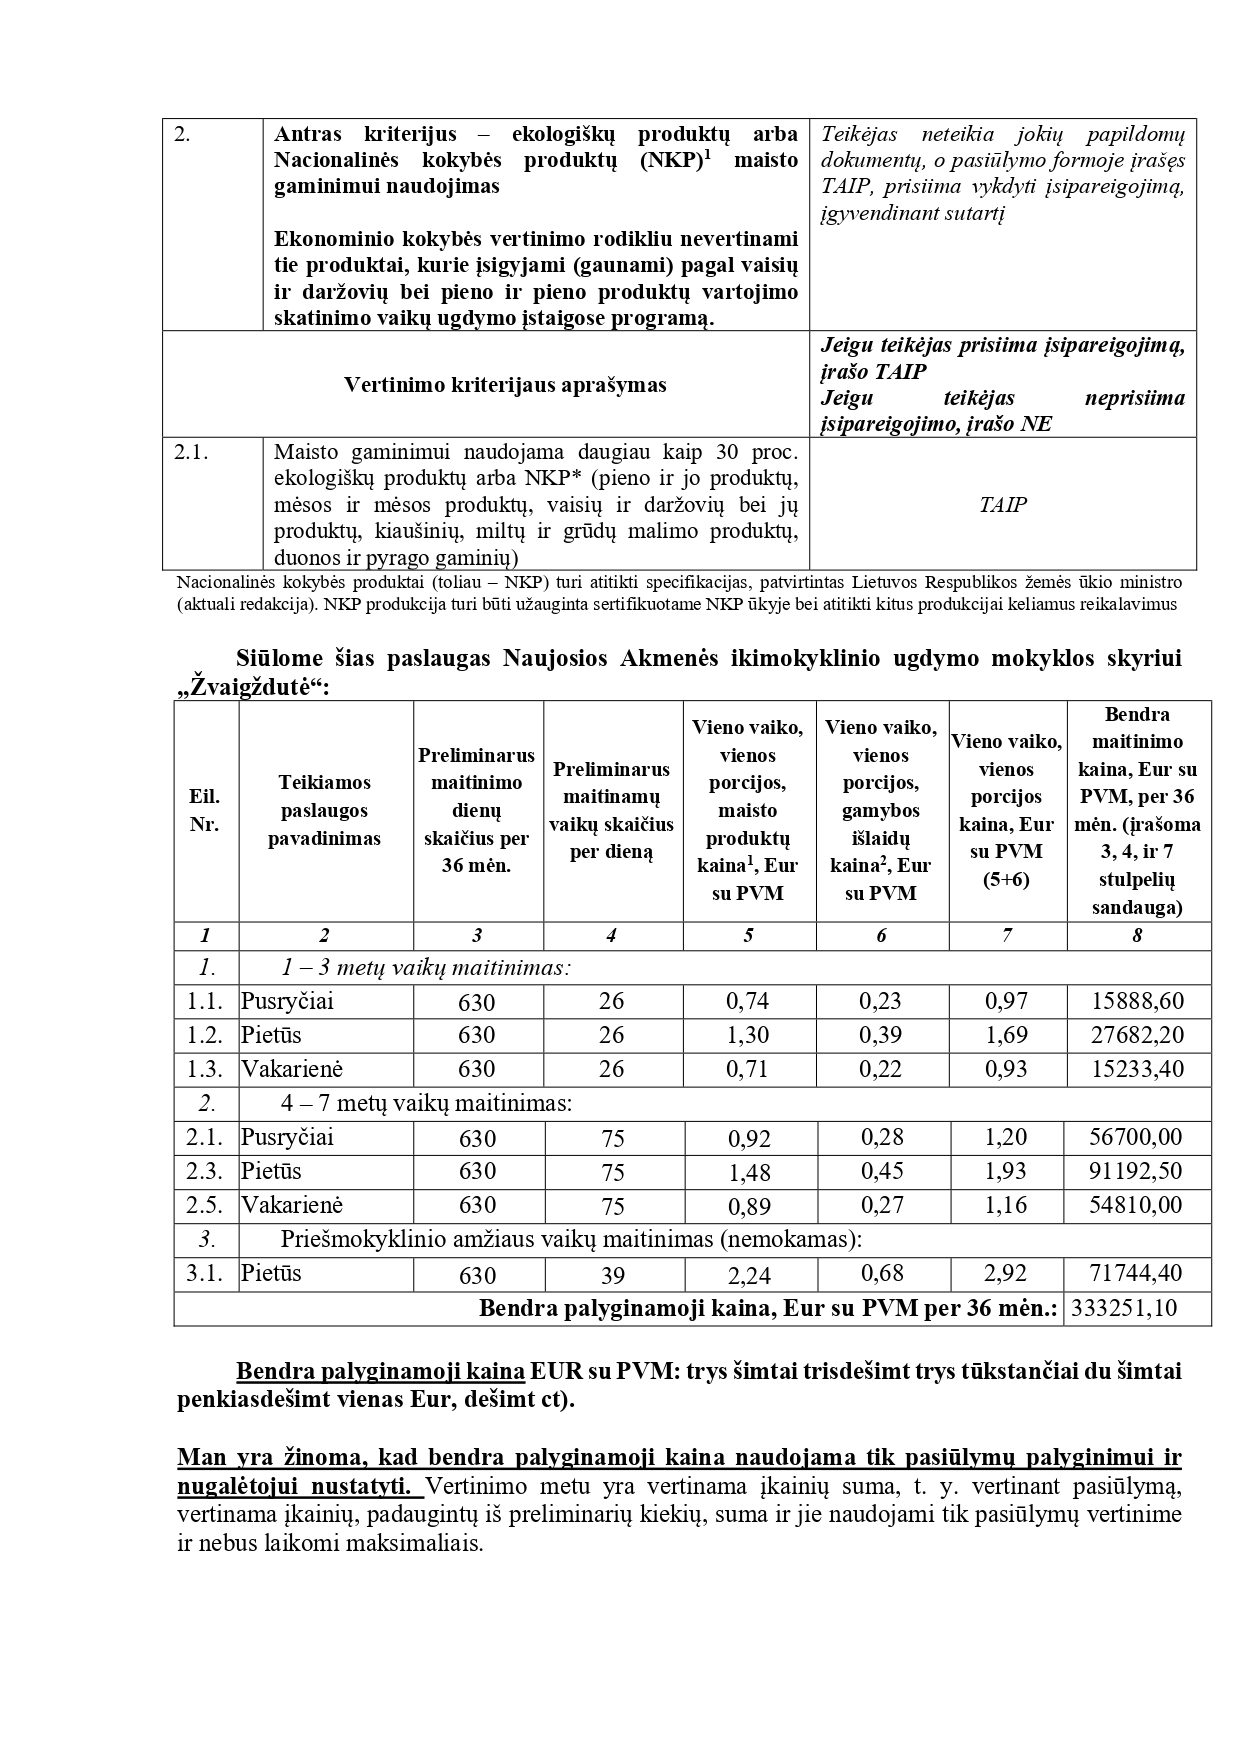 2.
Antras kriterijus – ekologiškų produktų arba
Nacionalinės kokybės produktų (NKP)1 maisto
gaminimui naudojimas
Ekonominio kokybės vertinimo rodikliu nevertinami
tie produktai, kurie įsigyjami (gaunami) pagal vaisių
ir daržovių bei pieno ir pieno produktų vartojimo
skatinimo vaikų ugdymo įstaigose programą.
Teikėjas neteikia jokių papildomų
dokumentų, o pasiūlymo formoje įrašęs
TAIP, prisiima vykdyti įsipareigojimą,
įgyvendinant sutartį
Vertinimo kriterijaus aprašymas
Jeigu teikėjas prisiima įsipareigojimą,
įrašo TAIP
Jeigu teikėjas neprisiima
įsipareigojimo, įrašo NE
2.1.
Maisto gaminimui naudojama daugiau kaip 30 proc.
ekologiškų produktų arba NKP* (pieno ir jo produktų,
mėsos ir mėsos produktų, vaisių ir daržovių bei jų
produktų, kiaušinių, miltų ir grūdų malimo produktų,
duonos ir pyrago gaminių)
TAIP
Nacionalinės kokybės produktai (toliau – NKP) turi atitikti specifikacijas, patvirtintas Lietuvos Respublikos žemės ūkio ministro
(aktuali redakcija). NKP produkcija turi būti užauginta sertifikuotame NKP ūkyje bei atitikti kitus produkcijai keliamus reikalavimus
Siūlome šias paslaugas Naujosios Akmenės ikimokyklinio ugdymo mokyklos skyriui
„Žvaigždutė“:
Eil.
Nr.
Teikiamos
paslaugos
pavadinimas
Preliminarus
maitinimo
dienų
skaičius per
36 mėn.
Preliminarus
maitinamų
vaikų skaičius
per dieną
Vieno vaiko,
vienos
porcijos,
maisto
produktų
kaina1, Eur
su PVM
Vieno vaiko,
vienos
porcijos,
gamybos
išlaidų
kaina2, Eur
su PVM
Vieno vaiko,
vienos
porcijos
kaina, Eur
su PVM
(5+6)
Bendra
maitinimo
kaina, Eur su
PVM, per 36
mėn. (įrašoma
3, 4, ir 7
stulpelių
sandauga)
1 2 3 4 5 6 7 8
1. 1 – 3 metų vaikų maitinimas:
1.1. Pusryčiai 630 26 0,74 0,23 0,97 15888,60
1.2. Pietūs 630 26 1,30 0,39 1,69 27682,20
1.3. Vakarienė 630 26 0,71 0,22 0,93 15233,40
2. 4 – 7 metų vaikų maitinimas:
2.1. Pusryčiai 630 75 0,92 0,28 1,20 56700,00
2.3. Pietūs 630 75 1,48 0,45 1,93 91192,50
2.5. Vakarienė 630 75 0,89 0,27 1,16 54810,00
3. Priešmokyklinio amžiaus vaikų maitinimas (nemokamas):
3.1. Pietūs 630 39 2,24 0,68 2,92 71744,40
Bendra palyginamoji kaina, Eur su PVM per 36 mėn.: 333251,10
Bendra palyginamoji kaina EUR su PVM: trys šimtai trisdešimt trys tūkstančiai du šimtai
penkiasdešimt vienas Eur, dešimt ct).
Man yra žinoma, kad bendra palyginamoji kaina naudojama tik pasiūlymų palyginimui ir
nugalėtojui nustatyti. Vertinimo metu yra vertinama įkainių suma, t. y. vertinant pasiūlymą,
vertinama įkainių, padaugintų iš preliminarių kiekių, suma ir jie naudojami tik pasiūlymų vertinime
ir nebus laikomi maksimaliais.